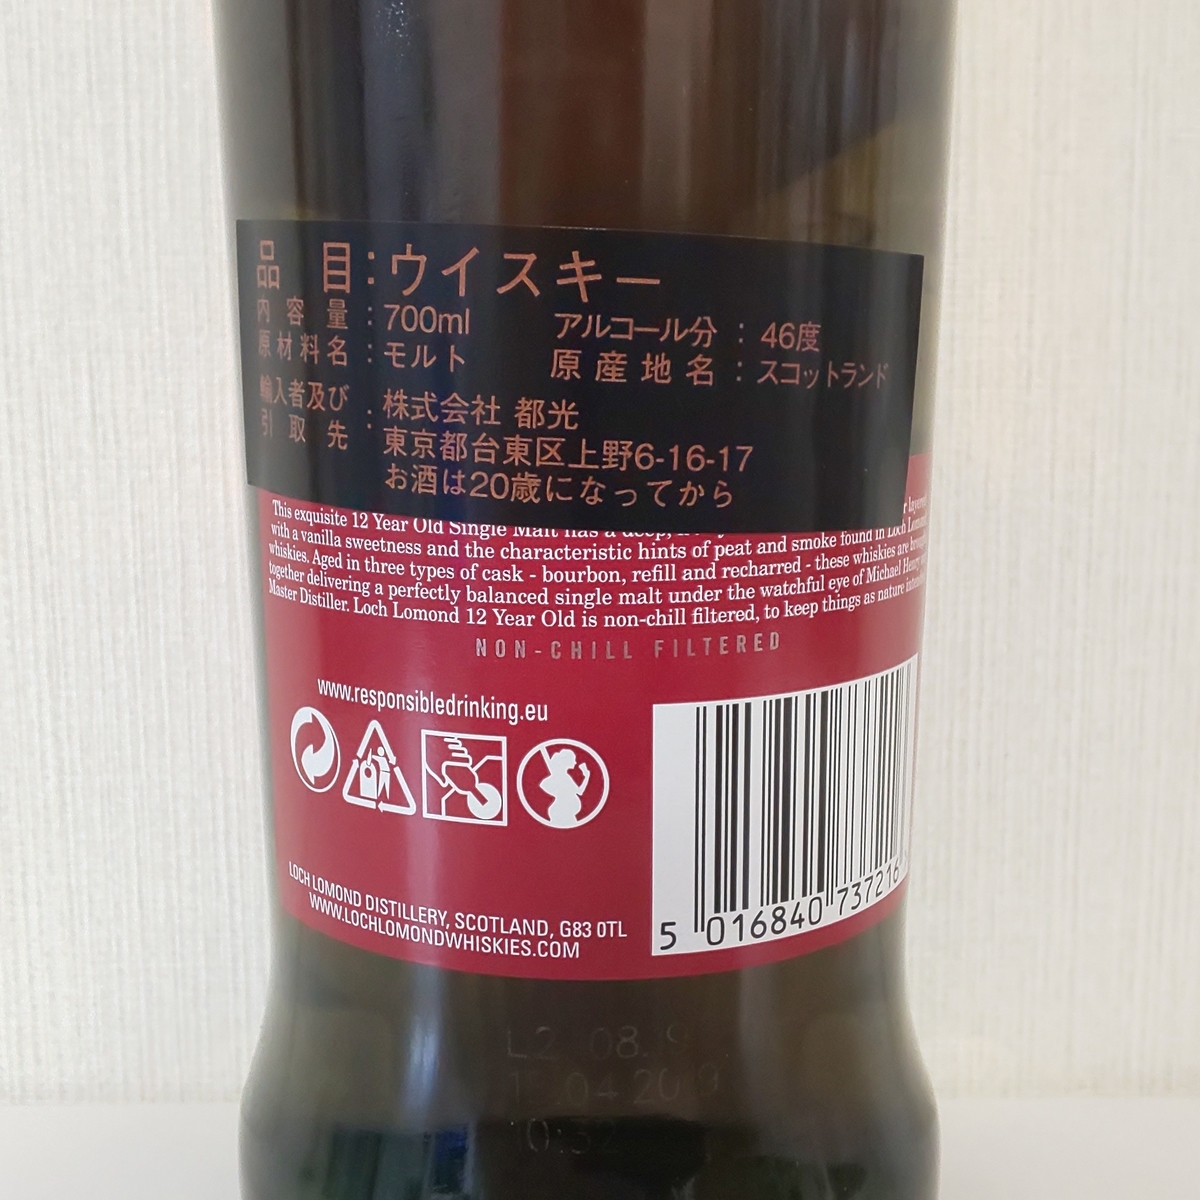 品 目：ウイスキー
内容量：700ml アルコール分：46度
原材料名：モルト 原産地名：スコットランド
輸入者及び引取先：株式会社 都光
東京都台東区上野6-16-17
お酒は20歳になってから
This exquisite 12 Year Old Single Malt has a deep,
with a vanilla sweetness and the characteristic hints of peat and smoke found in Loch Lomond
whiskies. Aged in three types of cask - bourbon, refill and recharred - these whiskies are
together delivering a perfectly balanced single malt under the watchful eye of Michael Henry
Master Distiller. Loch Lomond 12 Year Old is non-chill filtered, to keep things as nature
NON-CHILL FILTERED
www.responsibledrinking.eu
LOCH LOMOND DISTILLERY, SCOTLAND, G83 0TL
WWW.LOCHLOMONDWHISKIES.COM
5 016840 737216